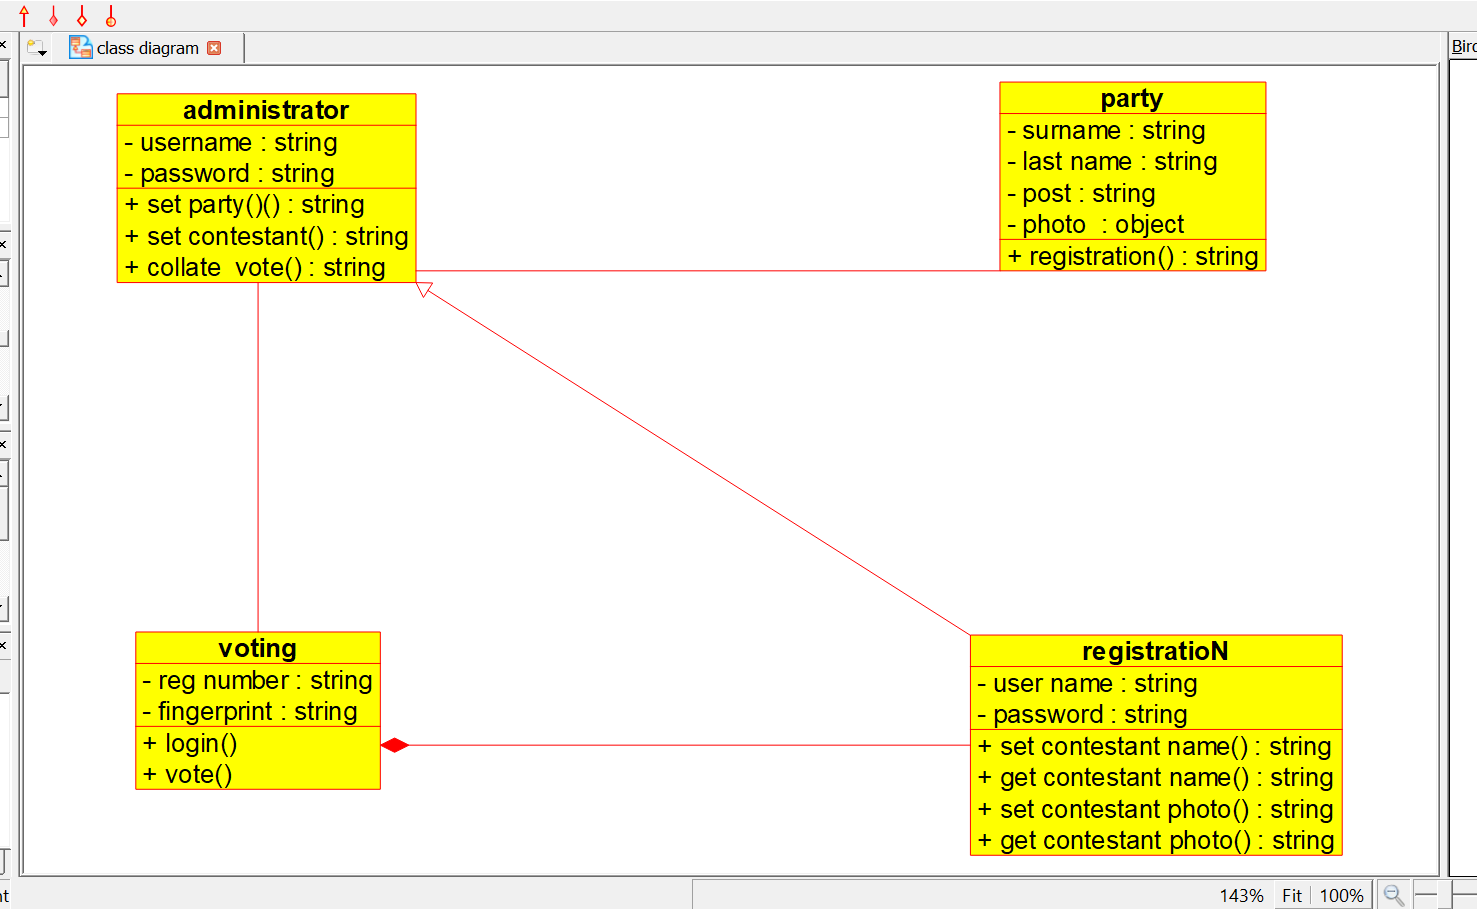 class diagram
Bird
administrator
- username : string
- password : string
+ set party()() : string
+ set contestant() : string
+ collate  vote() : string
party
- surname : string
- last name : string
- post : string
- photo  : object
+ registration() : string
voting
- reg number : string
- fingerprint : string
+ login()
+ vote()
registratioN
- user name : string
- password : string
+ set contestant name() : string
+ get contestant name() : string
+ set contestant photo() : string
+ get contestant photo() : string
nt
143% Fit 100%